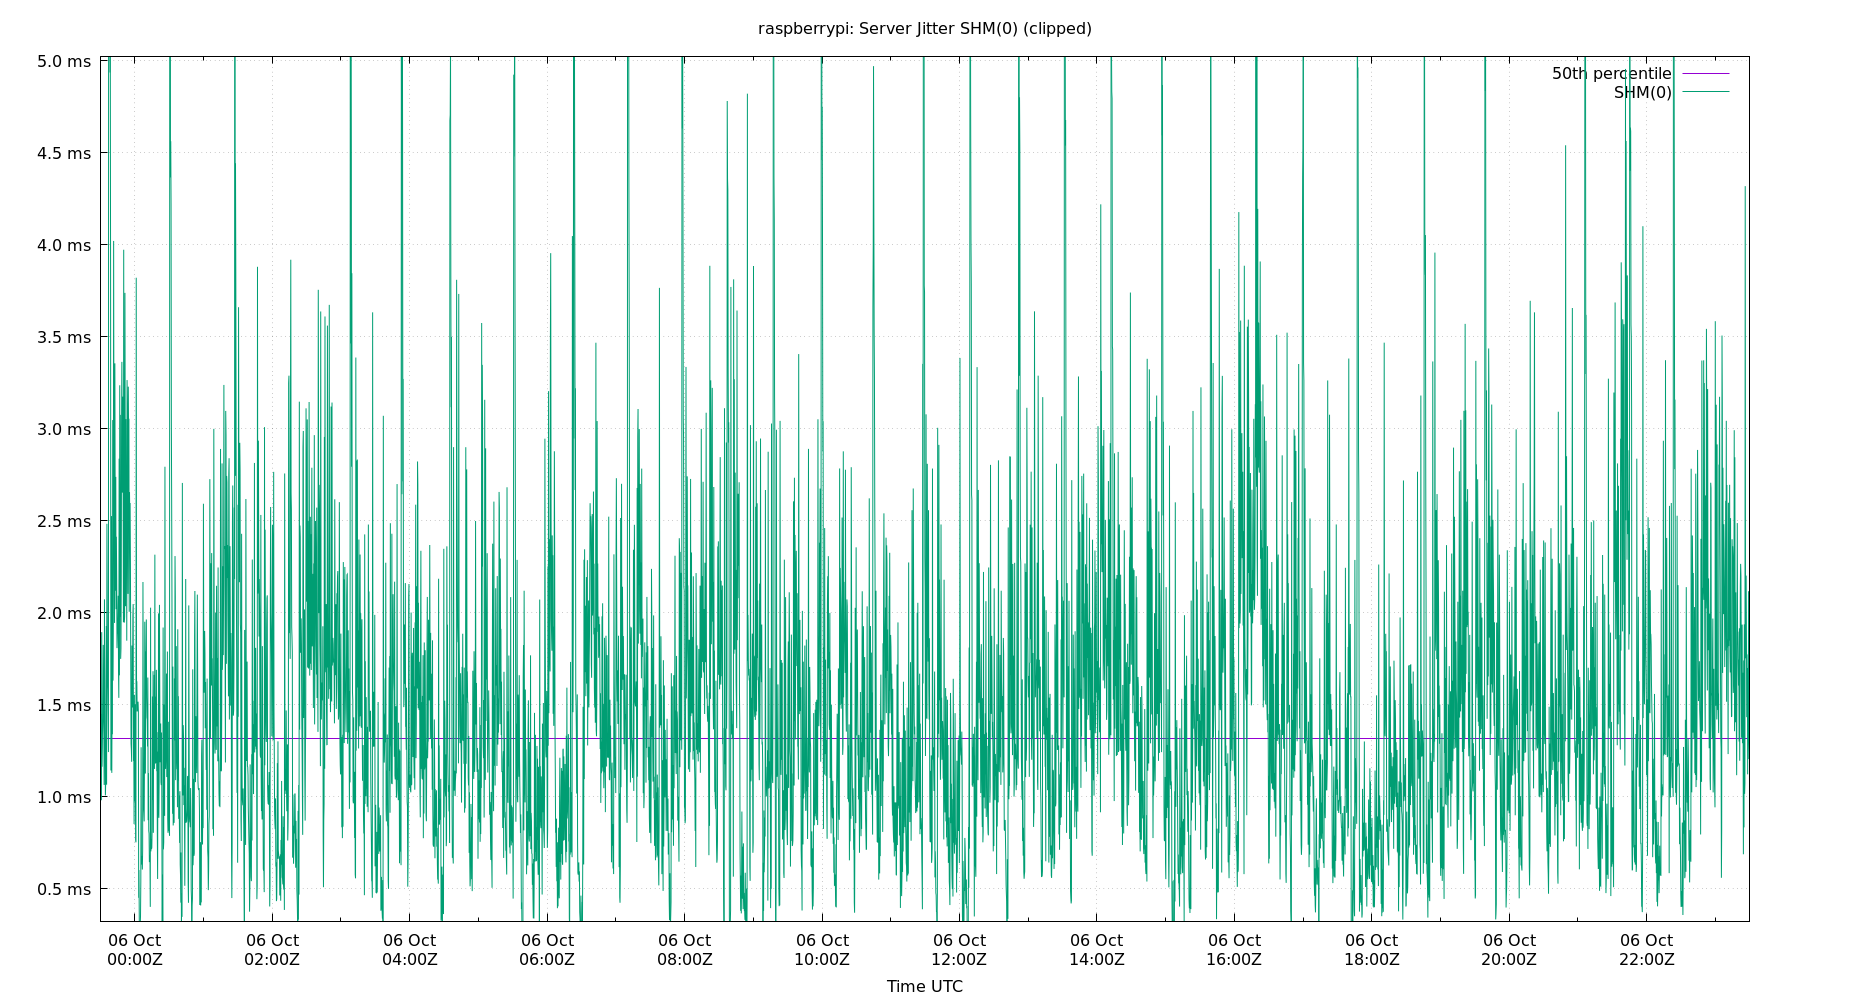 raspberrypi: Server Jitter SHM(0) (clipped)
5.0 ms
4.5 ms
4.0 ms
3.5 ms
3.0 ms
2.5 ms
2.0 ms
1.5 ms
1.0 ms
0.5 ms
50th percentile
SHM(0)
06 Oct 06 Oct 06 Oct 06 Oct 06 Oct 06 Oct 06 Oct 06 Oct 06 Oct 06 Oct 06 Oct 06 Oct
00:00Z 02:00Z 04:00Z 06:00Z 08:00Z 10:00Z 12:00Z 14:00Z 16:00Z 18:00Z 20:00Z 22:00Z
Time UTC